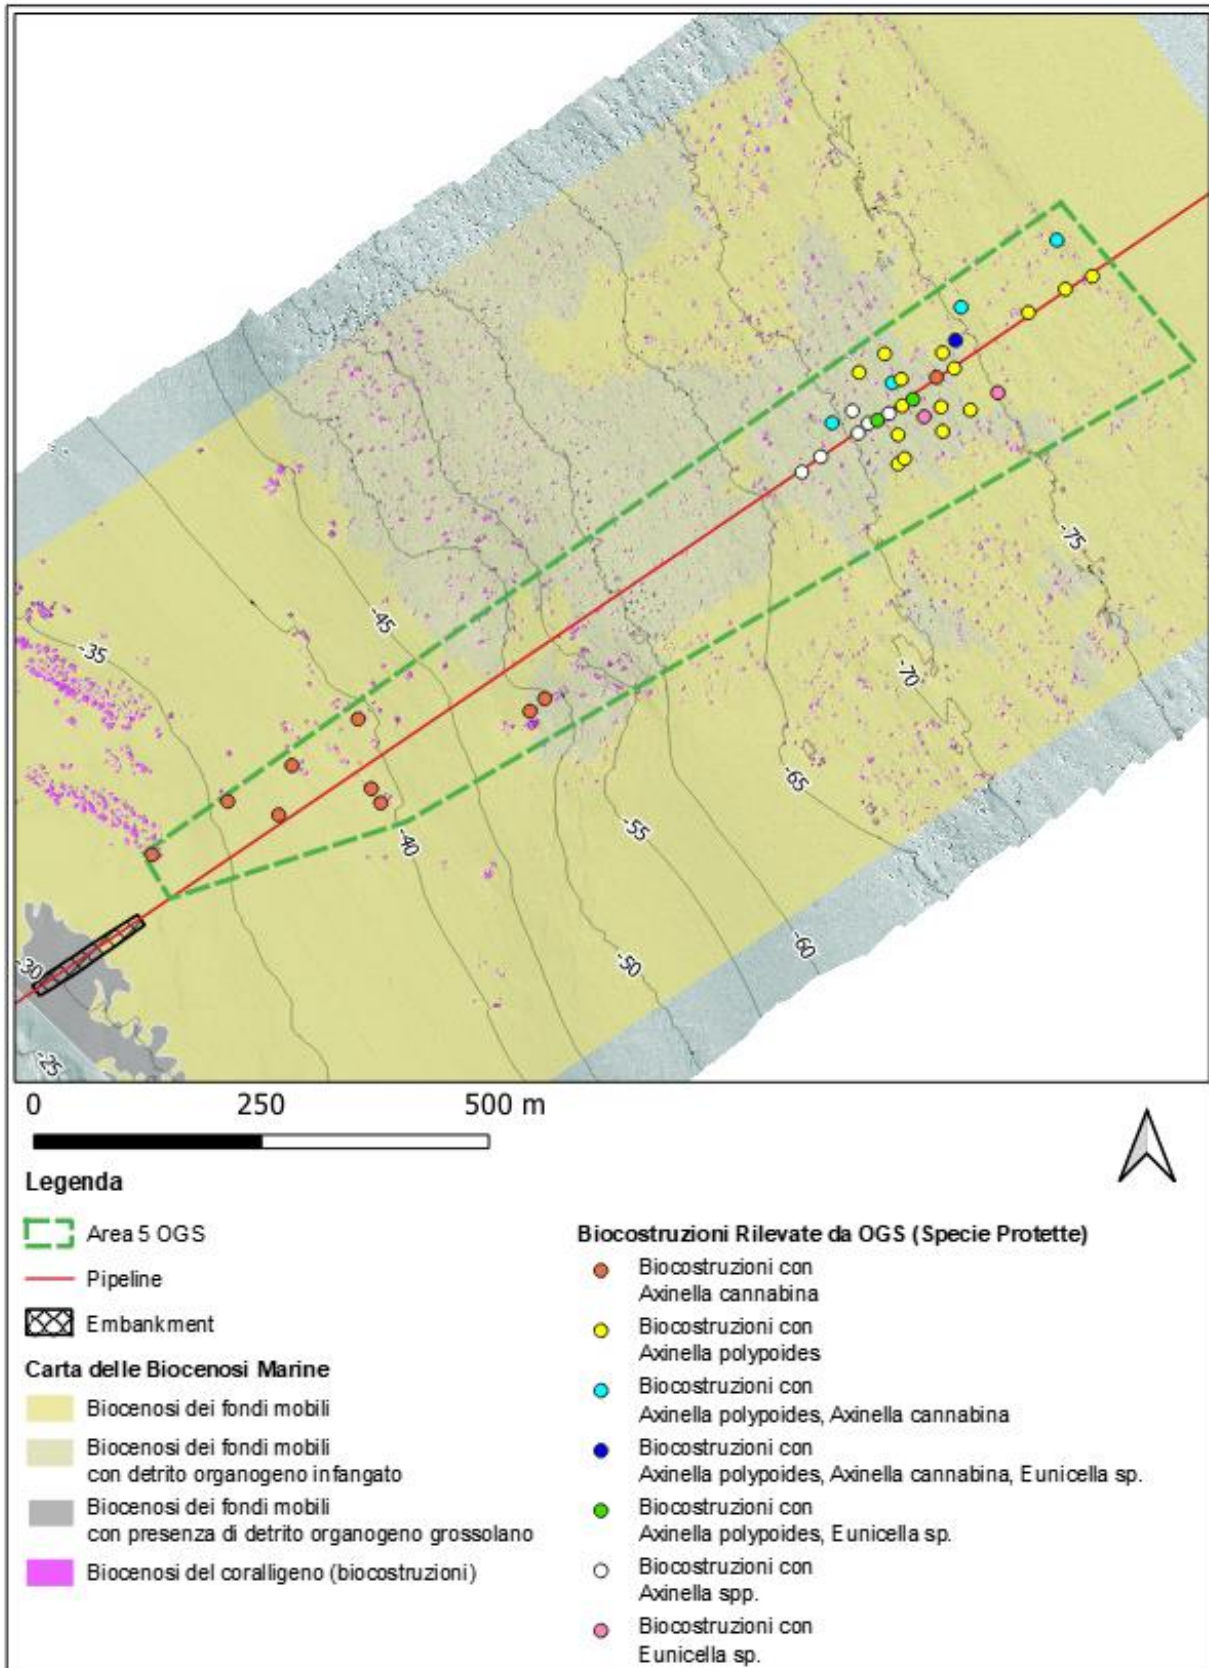 -35
-45
-75
-70
-65
-40
-55
-60
-50
-30
-25
0 250 500 m
Legenda
Area 5 OGS
Pipeline
Embankment
Carta delle Biocenosi Marine
Biocenosi dei fondi mobili
Biocenosi dei fondi mobili
con detrito organogeno infangato
Biocenosi dei fondi mobili
con presenza di detrito organogeno grossolano
Biocenosi del coralligeno (biocostruzioni)
Biocostruzioni Rilevate da OGS (Specie Protette)
Biocostruzioni con
Axinella cannabina
Biocostruzioni con
Axinella polypoides
Biocostruzioni con
Axinella polypoides, Axinella cannabina
Biocostruzioni con
Axinella polypoides, Axinella cannabina, Eunicella sp.
Biocostruzioni con
Axinella polypoides, Eunicella sp.
Biocostruzioni con
Axinella spp.
Biocostruzioni con
Eunicella sp.